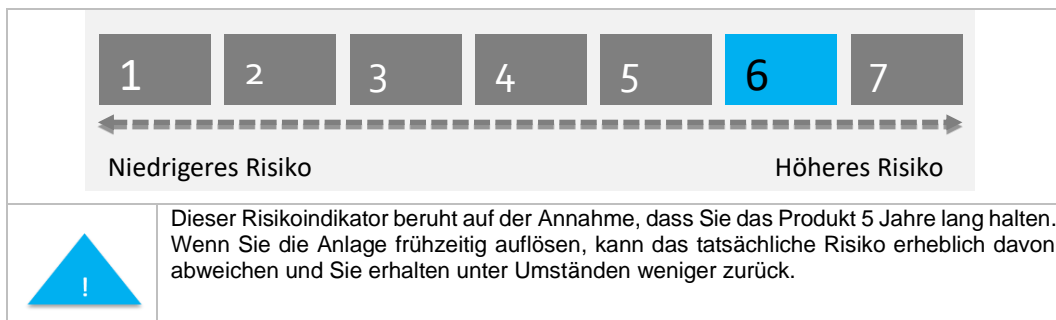 1 2 3 4 5 6 7
Niedrigeres Risiko Höheres Risiko
Dieser Risikoindikator beruht auf der Annahme, dass Sie das Produkt 5 Jahre lang halten.
Wenn Sie die Anlage frühzeitig auflösen, kann das tatsächliche Risiko erheblich davon
abweichen und Sie erhalten unter Umständen weniger zurück.
!